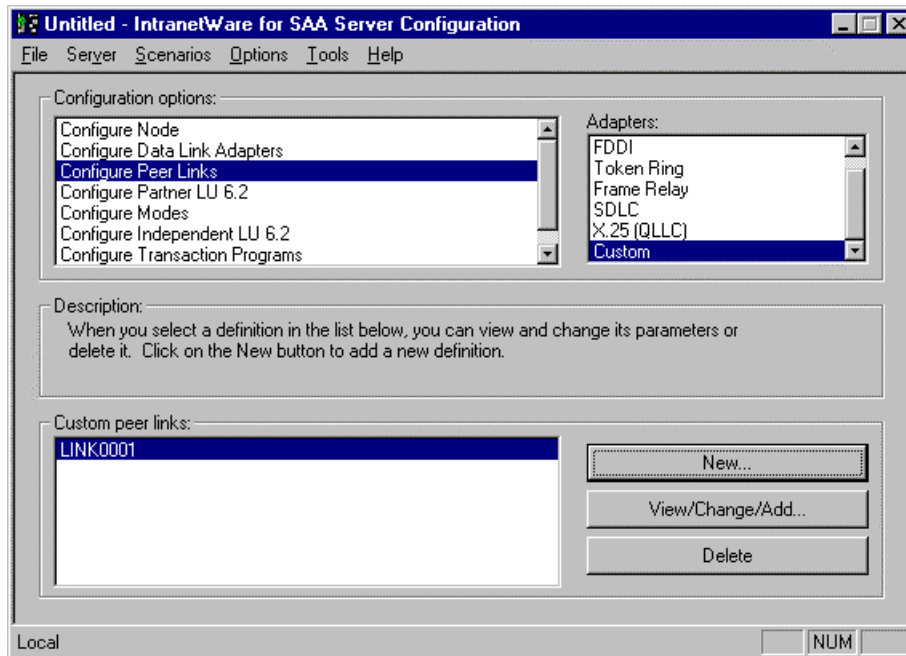 Untitled - IntranetWare for SAA Server Configuration
File Server Scenarios Options Tools Help
Configuration options:
Configure Node
Configure Data Link Adapters
Configure Peer Links
Configure Partner LU 6.2
Configure Modes
Configure Independent LU 6.2
Configure Transaction Programs
Adapters:
FDDI
Token Ring
Frame Relay
SDLC
X.25 (QLLC)
Custom
Description:
When you select a definition in the list below, you can view and change its parameters or
delete it. Click on the New button to add a new definition.
Custom peer links:
LINK0001
New...
View/Change/Add...
Delete
Local
NUM